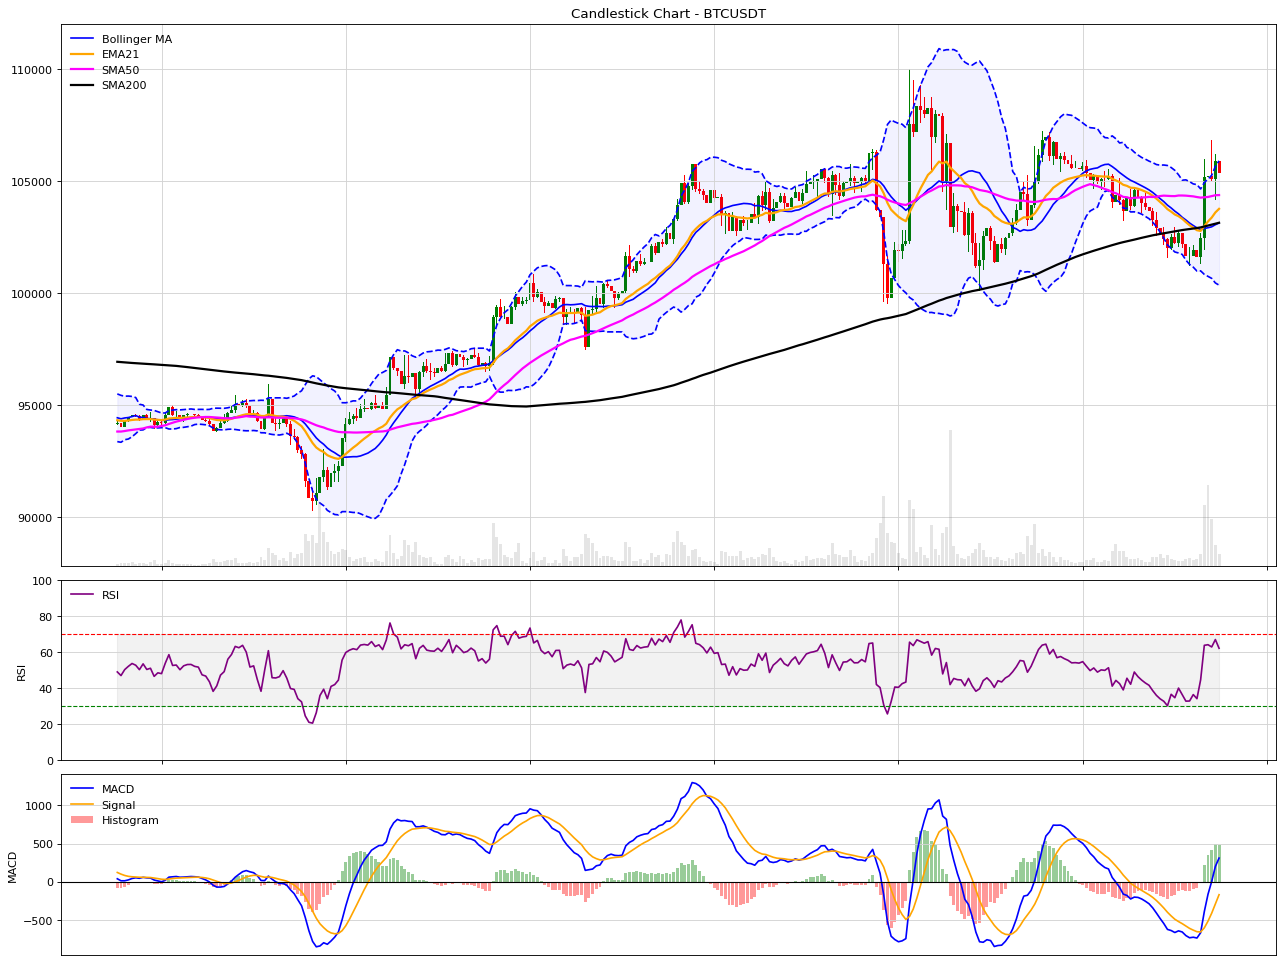 Candlestick Chart - BTCUSDT
Bollinger MA
EMA21
SMA50
SMA200
110000
105000
100000
95000
90000
RSI
100
80
60
40
20
0
RSI
MACD
Signal
Histogram
1000
500
0
−500
MACD